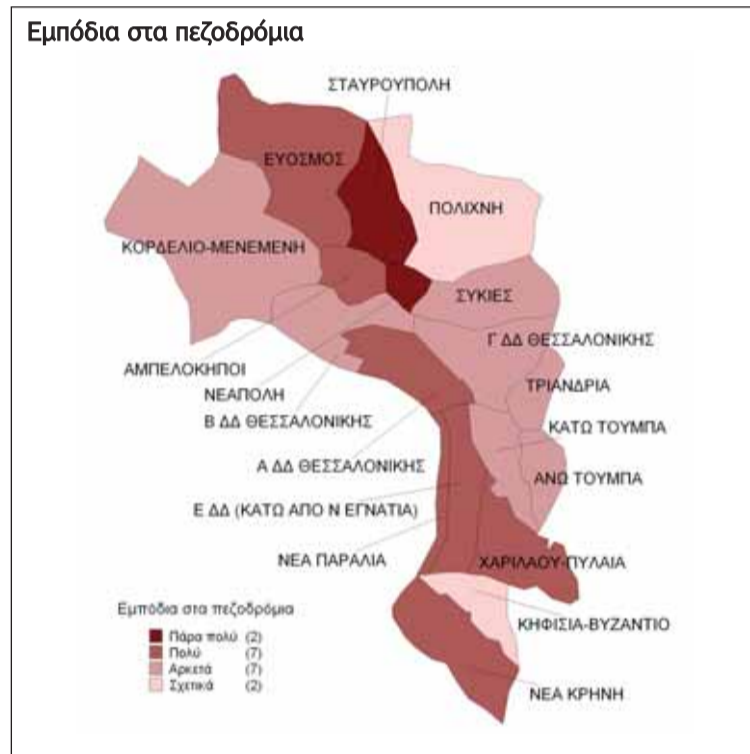 Εμπόδια στα πεζοδρόμια
ΣΤΑΥΡΟΥΠΟΛΗ
ΕΥΟΣΜΟΣ
ΠΟΛΙΧΝΗ
ΚΟΡΔΕΛΙΟ-ΜΕΝΕΜΕΝΗ
ΣΥΚΙΕΣ
Γ ΔΔ ΘΕΣΣΑΛΟΝΙΚΗΣ
ΑΜΠΕΛΟΚΗΠΟΙ
ΤΡΙΑΝΔΡΙΑ
ΝΕΑΠΟΛΗ
Β ΔΔ ΘΕΣΣΑΛΟΝΙΚΗΣ
ΚΑΤΩ ΤΟΥΜΠΑ
Α ΔΔ ΘΕΣΣΑΛΟΝΙΚΗΣ
ΑΝΩ ΤΟΥΜΠΑ
Ε ΔΔ (ΚΑΤΩ ΑΠΟ Ν ΕΓΝΑΤΙΑ)
ΝΕΑ ΠΑΡΑΛΙΑ
ΧΑΡΙΛΑΟΥ-ΠΥΛΑΙΑ
Εμπόδια στα πεζοδρόμια
ΚΗΦΙΣΙΑ-ΒΥΖΑΝΤΙΟ
Πάρα πολύ (2)
Πολύ (7)
Αρκετά (7)
Σχετικά (2)
ΝΕΑ ΚΡΗΝΗ